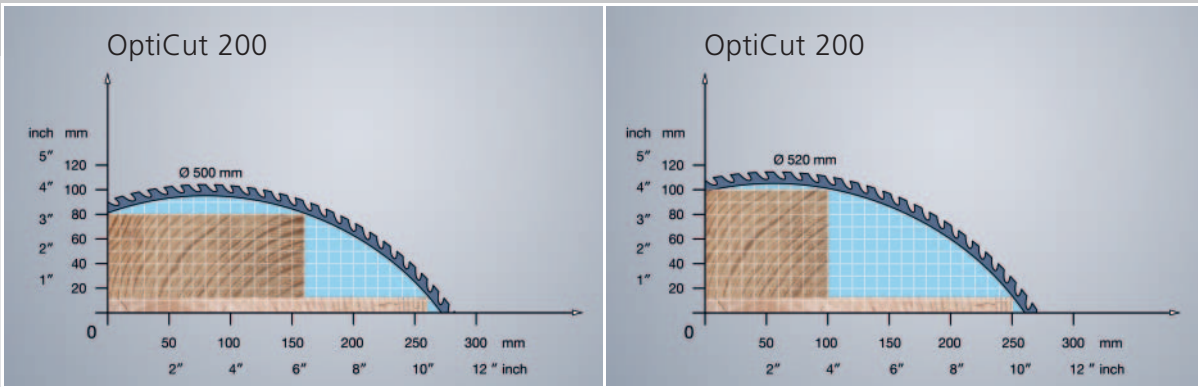 OptiCut 200
inch mm
Ø 500 mm
5" 120
4" 100
3" 80
60
2" 40
1" 20
0
50 100 150 200 250 300 mm
2" 4" 6" 8" 10" 12 " inch
OptiCut 200
inch mm
Ø 520 mm
5" 120
4" 100
3" 80
60
2" 40
1" 20
0
50 100 150 200 250 300 mm
2" 4" 6" 8" 10" 12 " inch